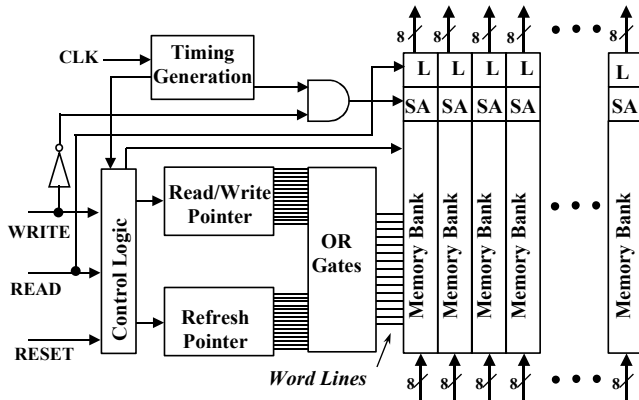 8 8 8 8 8
CLK
Timing
Generation
L L L L L
SA SA SA SA SA
Read/Write
Pointer
WRITE
OR
Gates
Control Logic
Memory Bank Memory Bank Memory Bank Memory Bank Memory Bank
READ
Refresh
Pointer
RESET
Word Lines
8 8 8 8 8